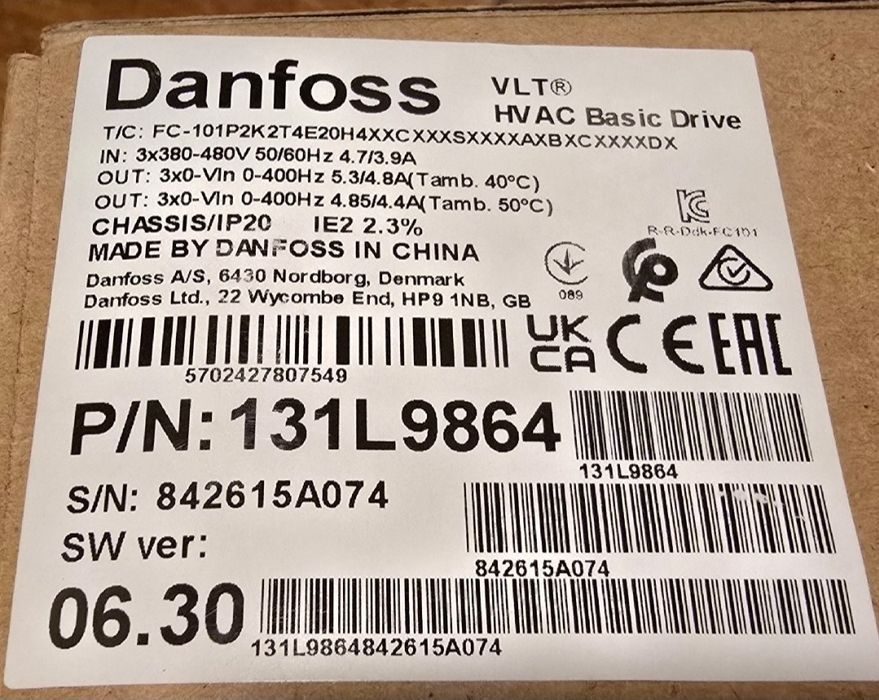 Danfoss
VLT®
HVAC Basic Drive
T/C: FC-101P2K2T4E20H4XXCXXXSXXXXAXBXCXXXXDX
IN: 3x380-480V 50/60Hz 4.7/3.9A
OUT: 3x0-VIn 0-400Hz 5.3/4.8A(Tamb. 40°C)
OUT: 3x0-VIn 0-400Hz 4.85/4.4A(Tamb. 50°C)
CHASSIS/IP20 IE2 2.3%
MADE BY DANFOSS IN CHINA
R-R-Ddk-FC101
Danfoss A/S, 6430 Nordborg, Denmark
Danfoss Ltd., 22 Wycombe End, HP9 1NB, GB
089
UK
CA CE EAC
5702427807549
P/N: 131L9864
131L9864
S/N: 842615A074
842615A074
SW ver:
06.30
131L9864842615A074